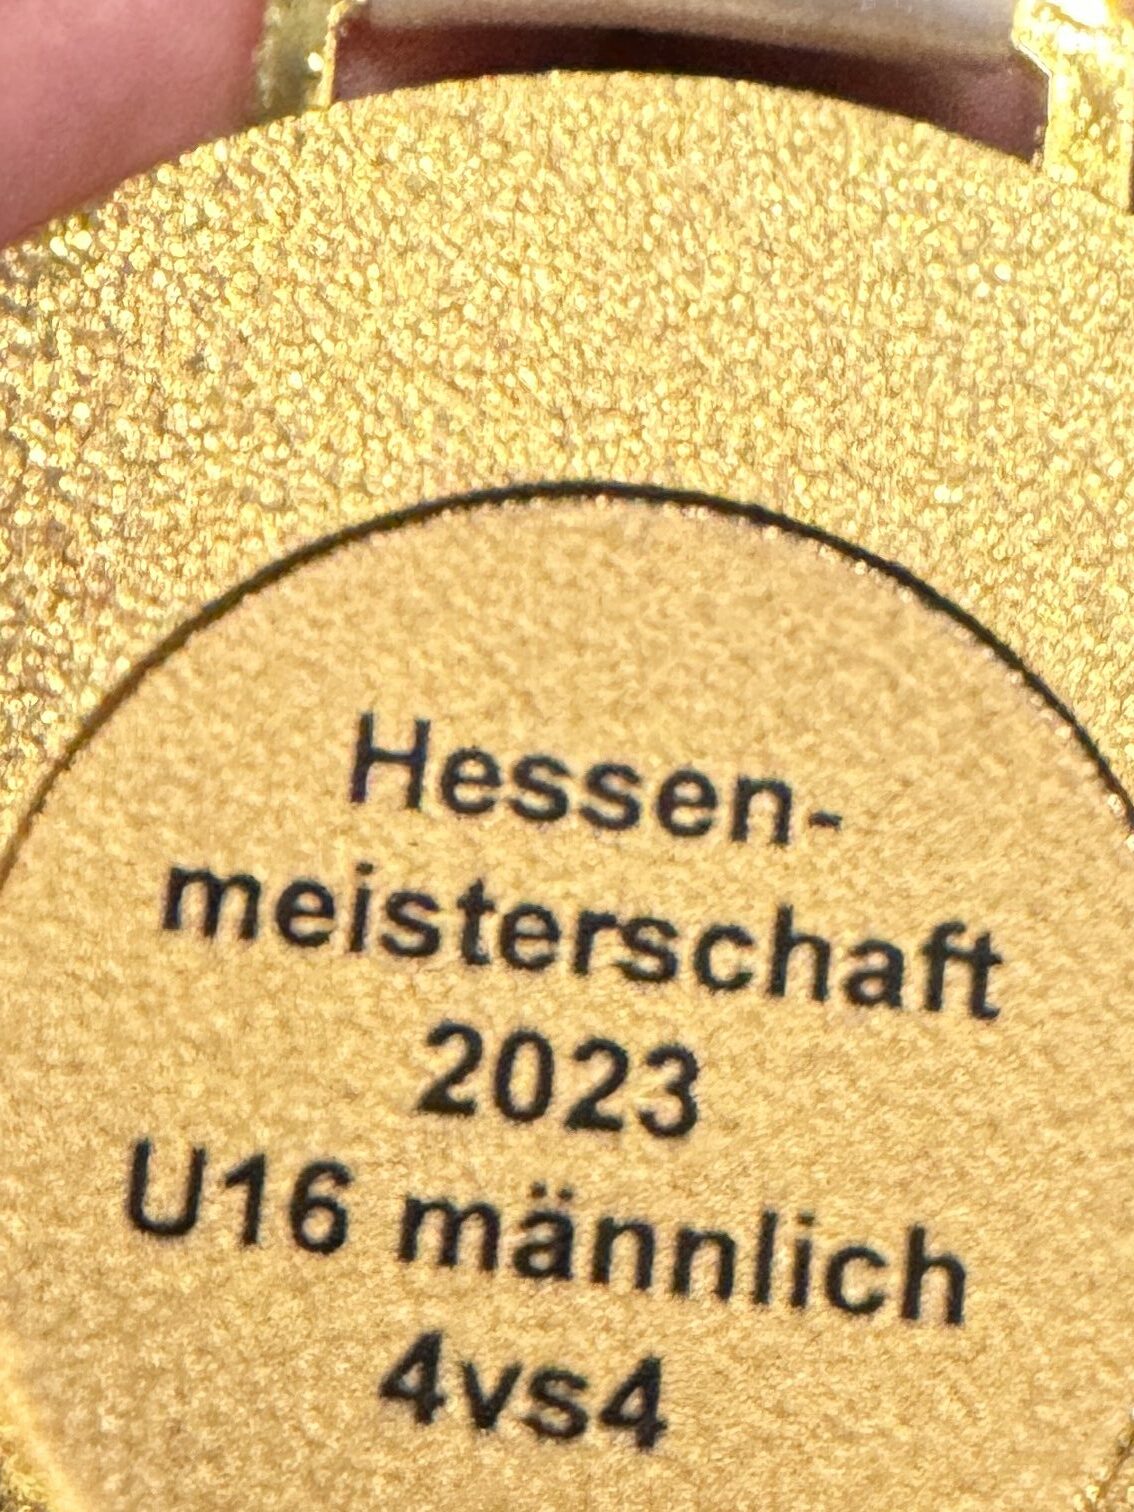 Hessen-
meisterschaft
2023
U16 männlich
4vs4